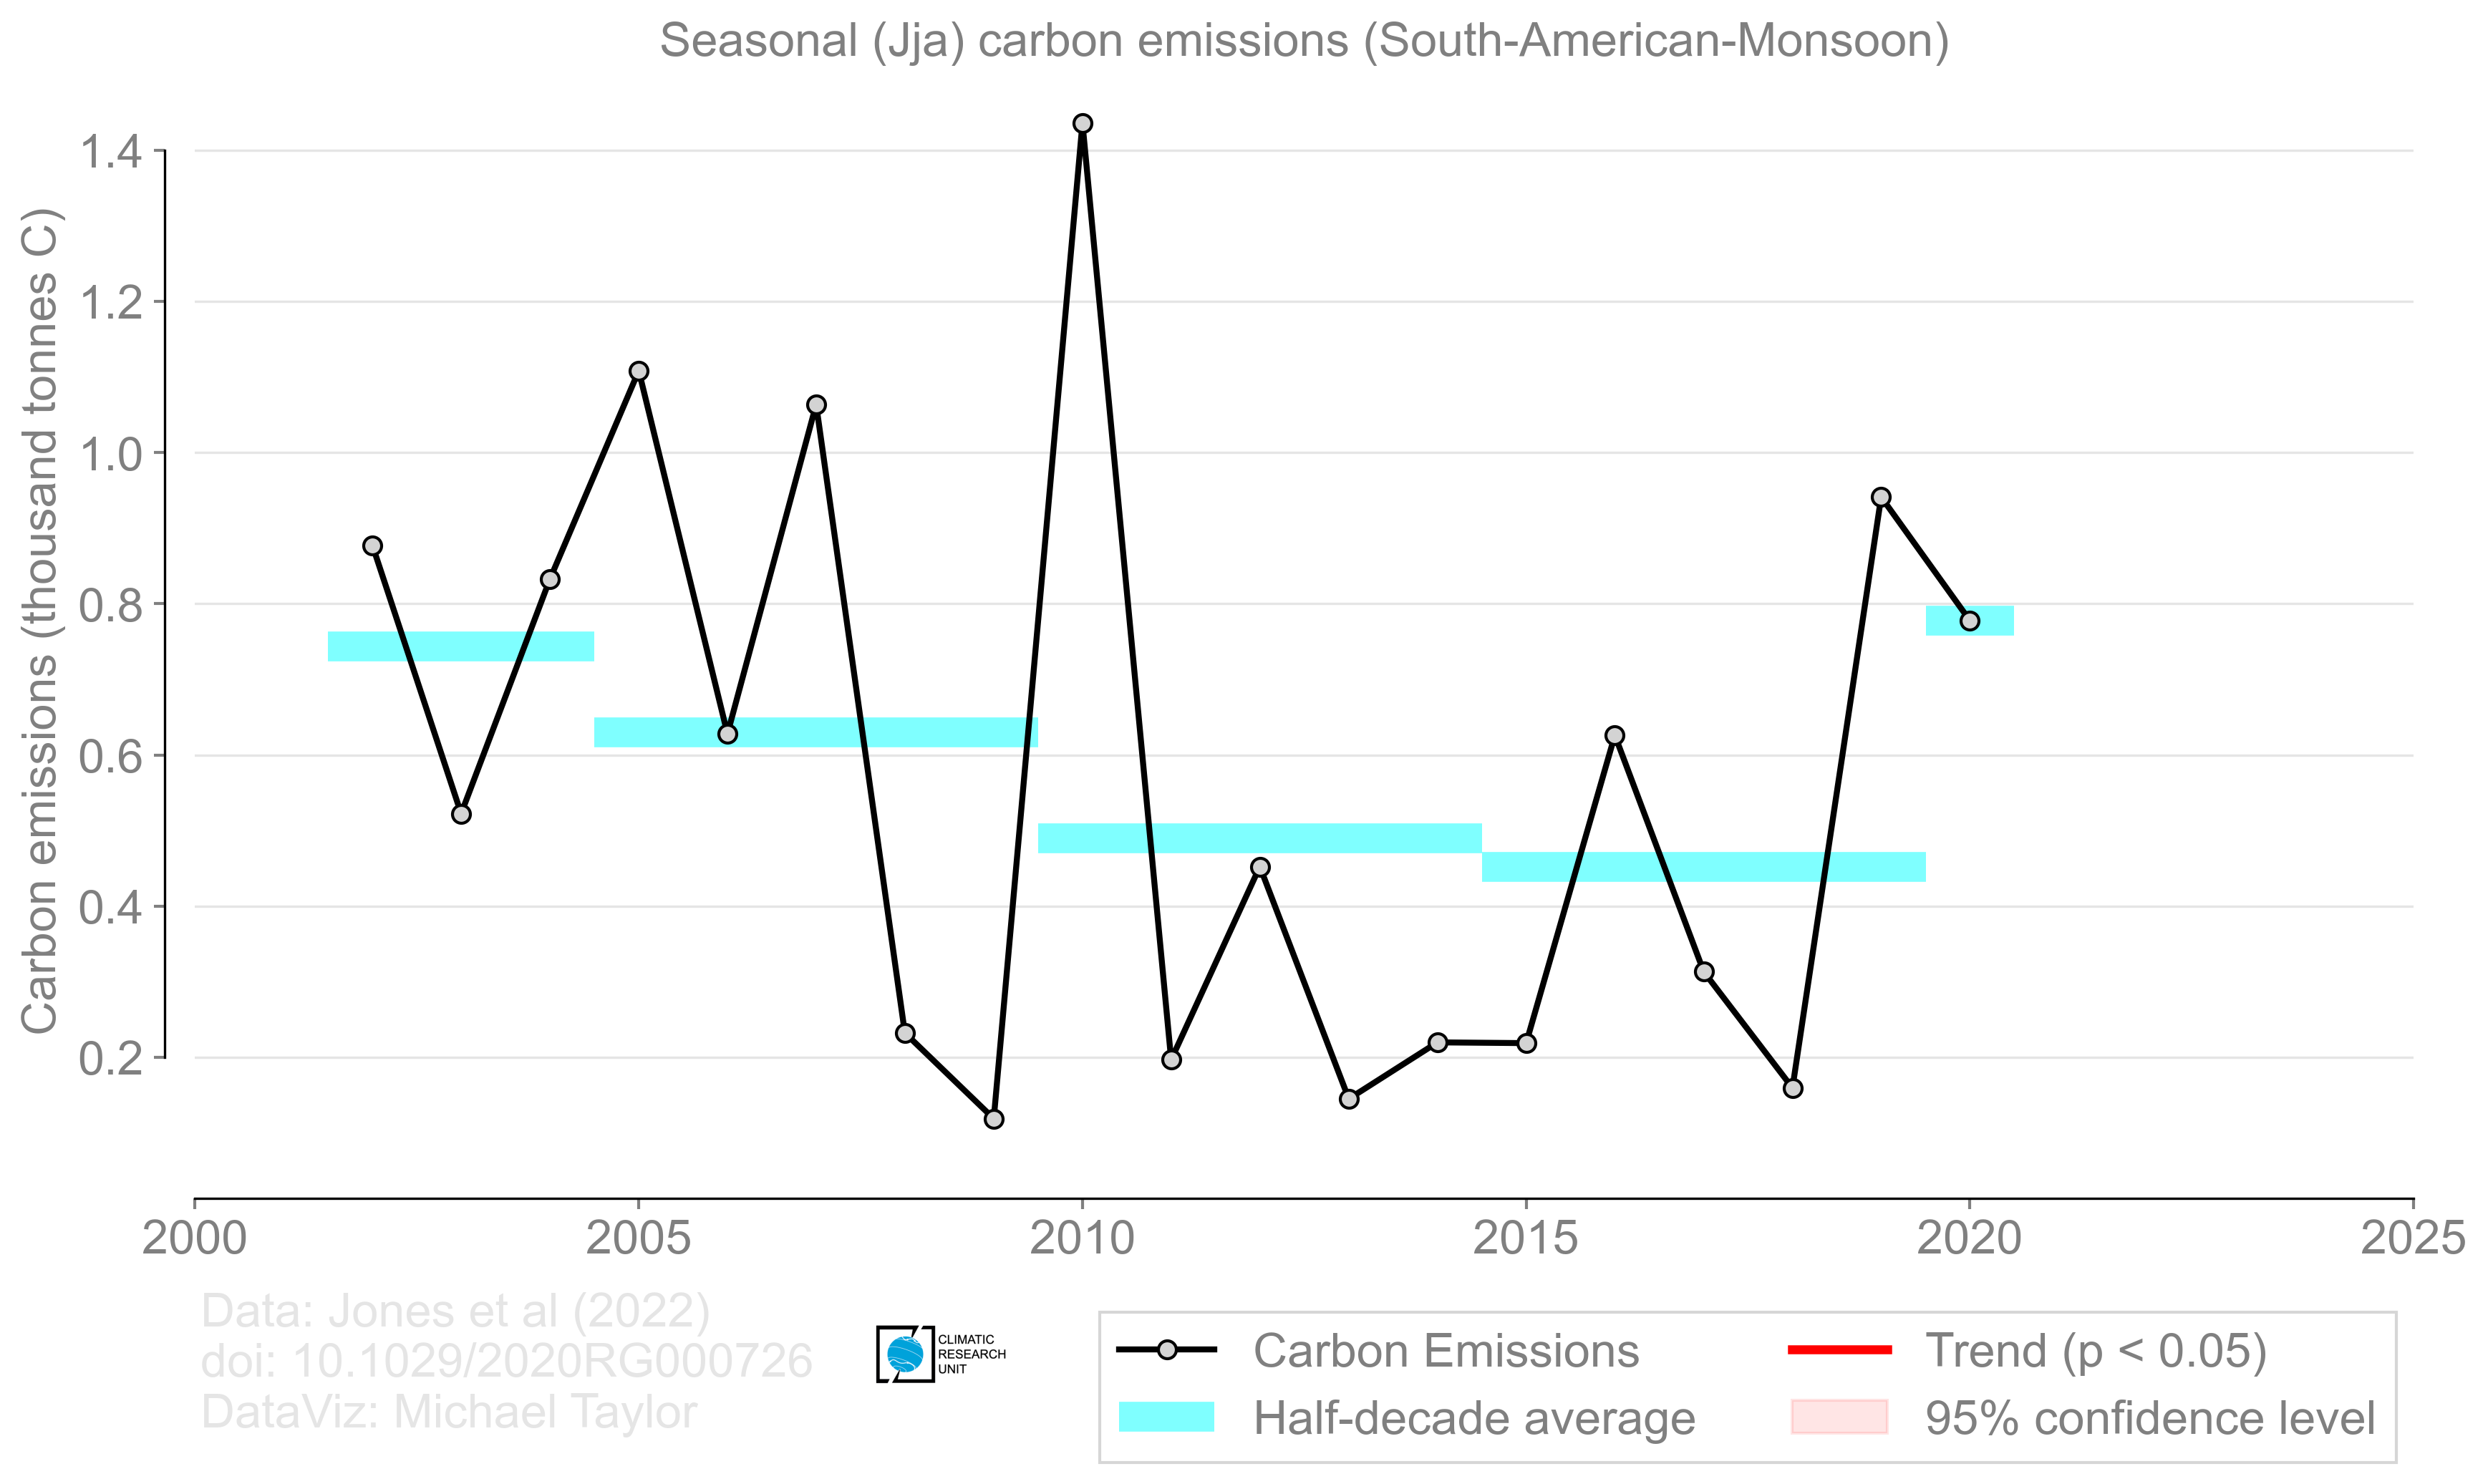 Seasonal (Jja) carbon emissions (South-American-Monsoon)
Carbon emissions (thousand tonnes C)
1.4
1.2
1.0
0.8
0.6
0.4
0.2
2000 2005 2010 2015 2020 2025
Data: Jones et al (2022)
doi: 10.1029/2020RG000726
DataViz: Michael Taylor
CLIMATIC
RESEARCH
UNIT
Carbon Emissions
Half-decade average
Trend (p < 0.05)
95% confidence level